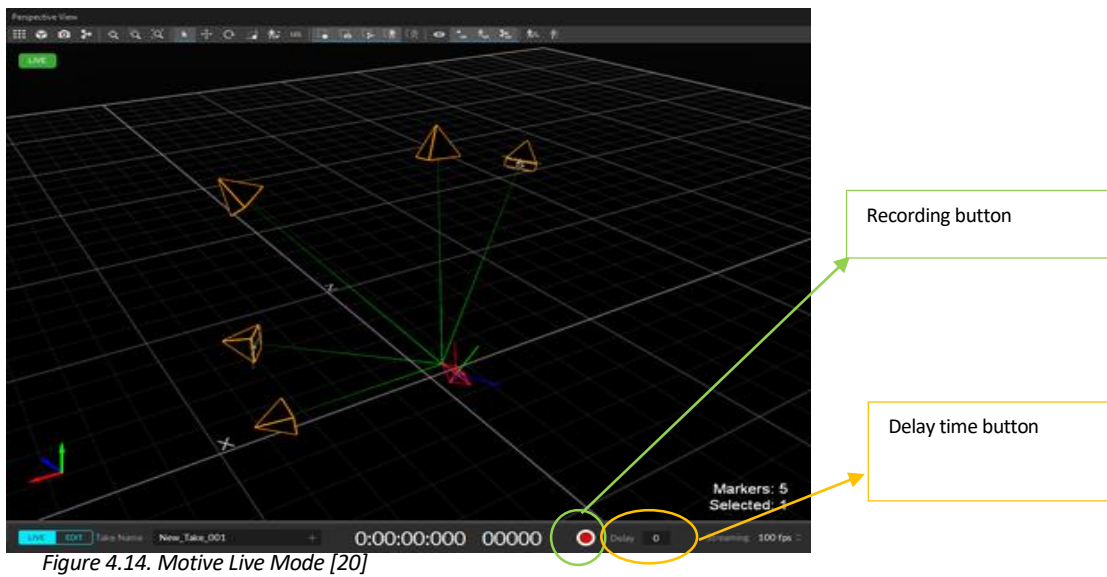 Perspective View
LIVE
Recording button
Delay time button
X
Markers: 5
Selected: 1
LIVE EDIT Take Name New_Take_001 + 0:00:00:000 00000 Delay 0 Streaming 100 fps
Figure 4.14. Motive Live Mode [20]